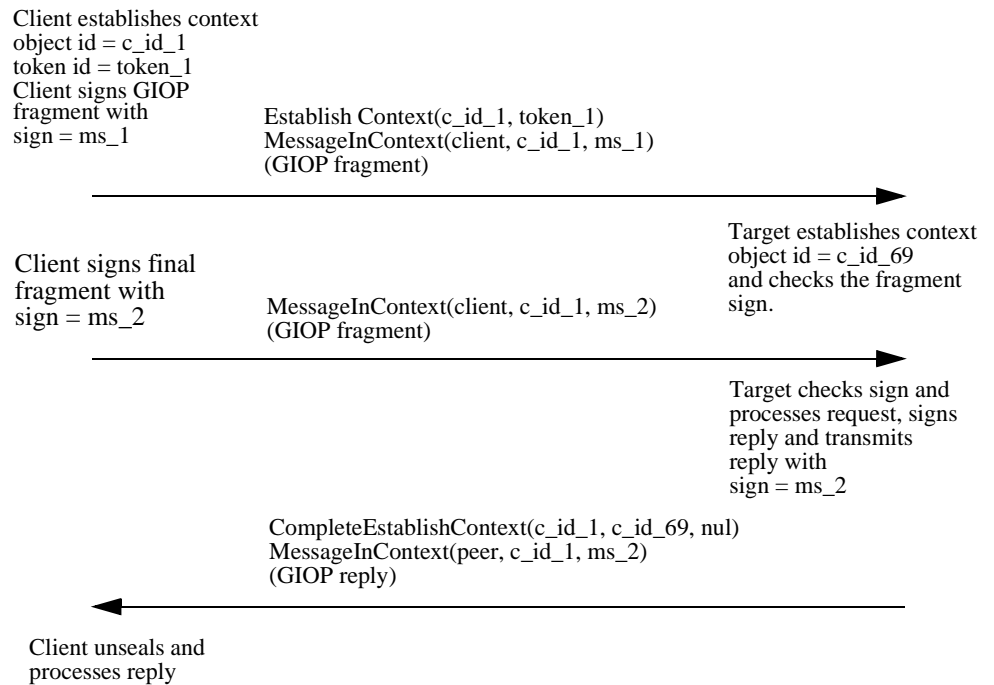 Client establishes context
object id = c_id_1
token id = token_1
Client signs GIOP
fragment with
sign = ms_1
Establish Context(c_id_1, token_1)
MessageInContext(client, c_id_1, ms_1)
(GIOP fragment)
Target establishes context
object id = c_id_69
and checks the fragment
sign.
Client signs final
fragment with
sign = ms_2
MessageInContext(client, c_id_1, ms_2)
(GIOP fragment)
Target checks sign and
processes request, signs
reply and transmits
reply with
sign = ms_2
CompleteEstablishContext(c_id_1, c_id_69, nul)
MessageInContext(peer, c_id_1, ms_2)
(GIOP reply)
Client unseals and
processes reply